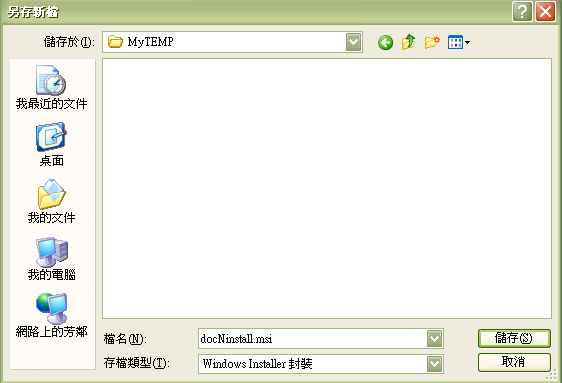 另存新檔
儲存於(I):
MyTEMP
我最近的文件
桌面
我的文件
我的電腦
網路上的芳鄰
檔名(N):
docNinstall.msi
儲存(S)
存檔類型(T):
Windows Installer 封裝
取消